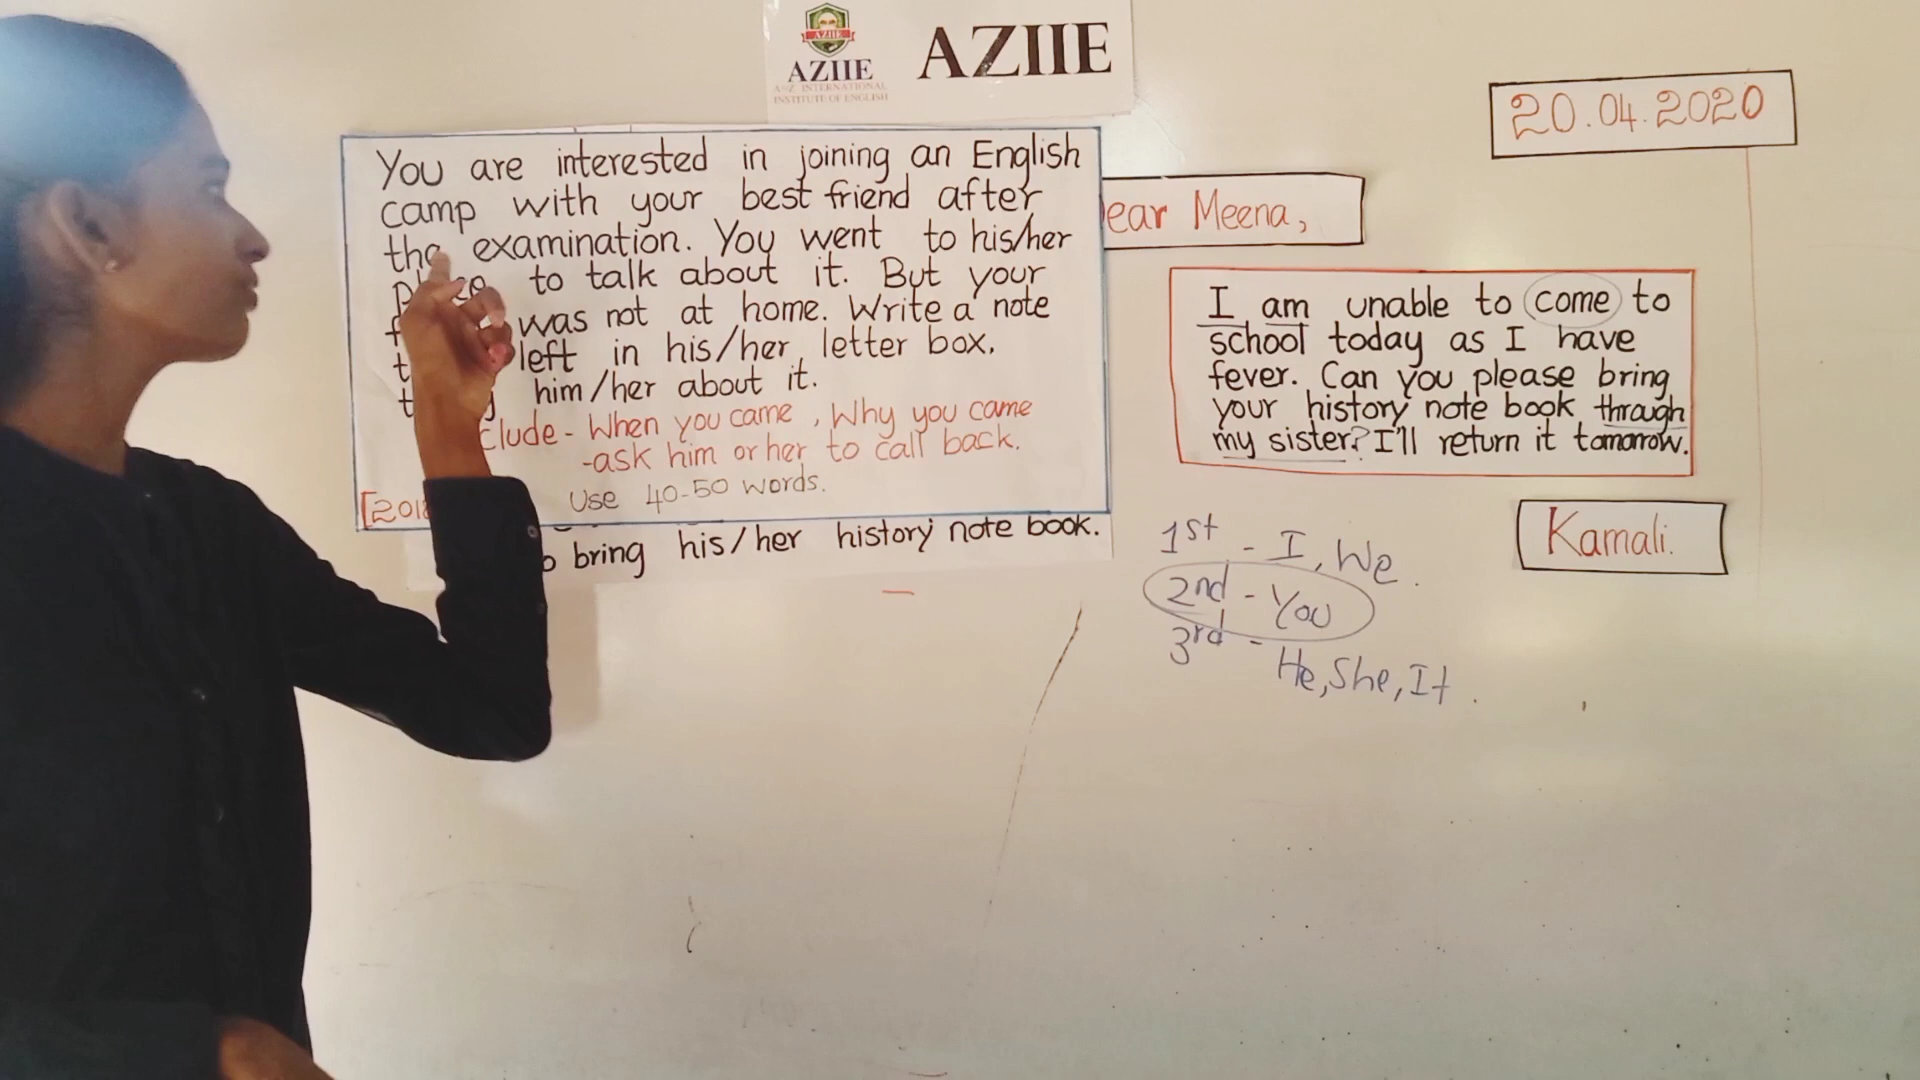 AZIIE
A-Z INTERNATIONAL
INSTITUTE OF ENGLISH
AZIIE
AZIIE
20.04.2020
You are interested in joining an English
camp with your best friend after
the examination. You went to his/her
to talk about it. But your
was not at home. Write a note
left in his/her letter box,
him/her about it.
clude - When you came, Why you came
-ask him or her to call back.
[201
Use 40-50 words.
bring his/her history note book.
ear Meena,
I am unable to come to
school today as I have
fever. Can you please bring
your history note book through
my sister? I'll return it tomorrow.
Kamali.
1st - I, We.
2nd - You
3rd - He, She, It.